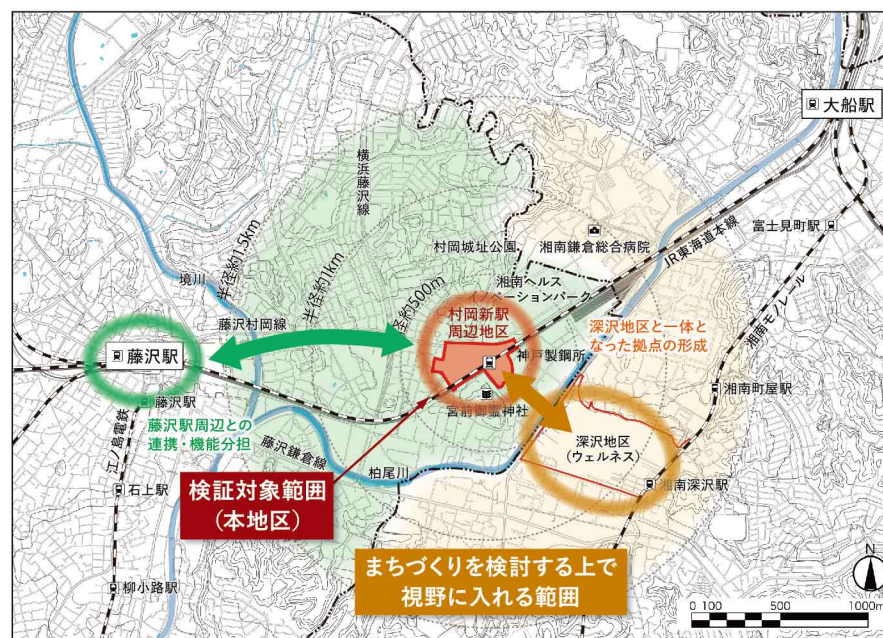 大船駅
横浜藤沢線
富士見町駅
村岡城址公園
湘南鎌倉総合病院
JR東海道本線
半径約1.5km
半径約1km
境川
湘南ヘルス
イノベーションパーク
径約500m
村岡新駅
周辺地区
藤沢村岡線
深沢地区と一体と
なった拠点の形成
湘南モノレール
藤沢駅
神戸製鋼所
湘南町屋駅
藤沢駅
宮前御霊神社
藤沢駅周辺との
連携・機能分担
江ノ島電鉄
藤沢鎌倉線
深沢地区
(ウェルネス)
柏尾川
石上駅
検証対象範囲
(本地区)
湘南深沢駅
まちづくりを検討する上で
視野に入れる範囲
柳小路駅
N
0 100 500 1000m